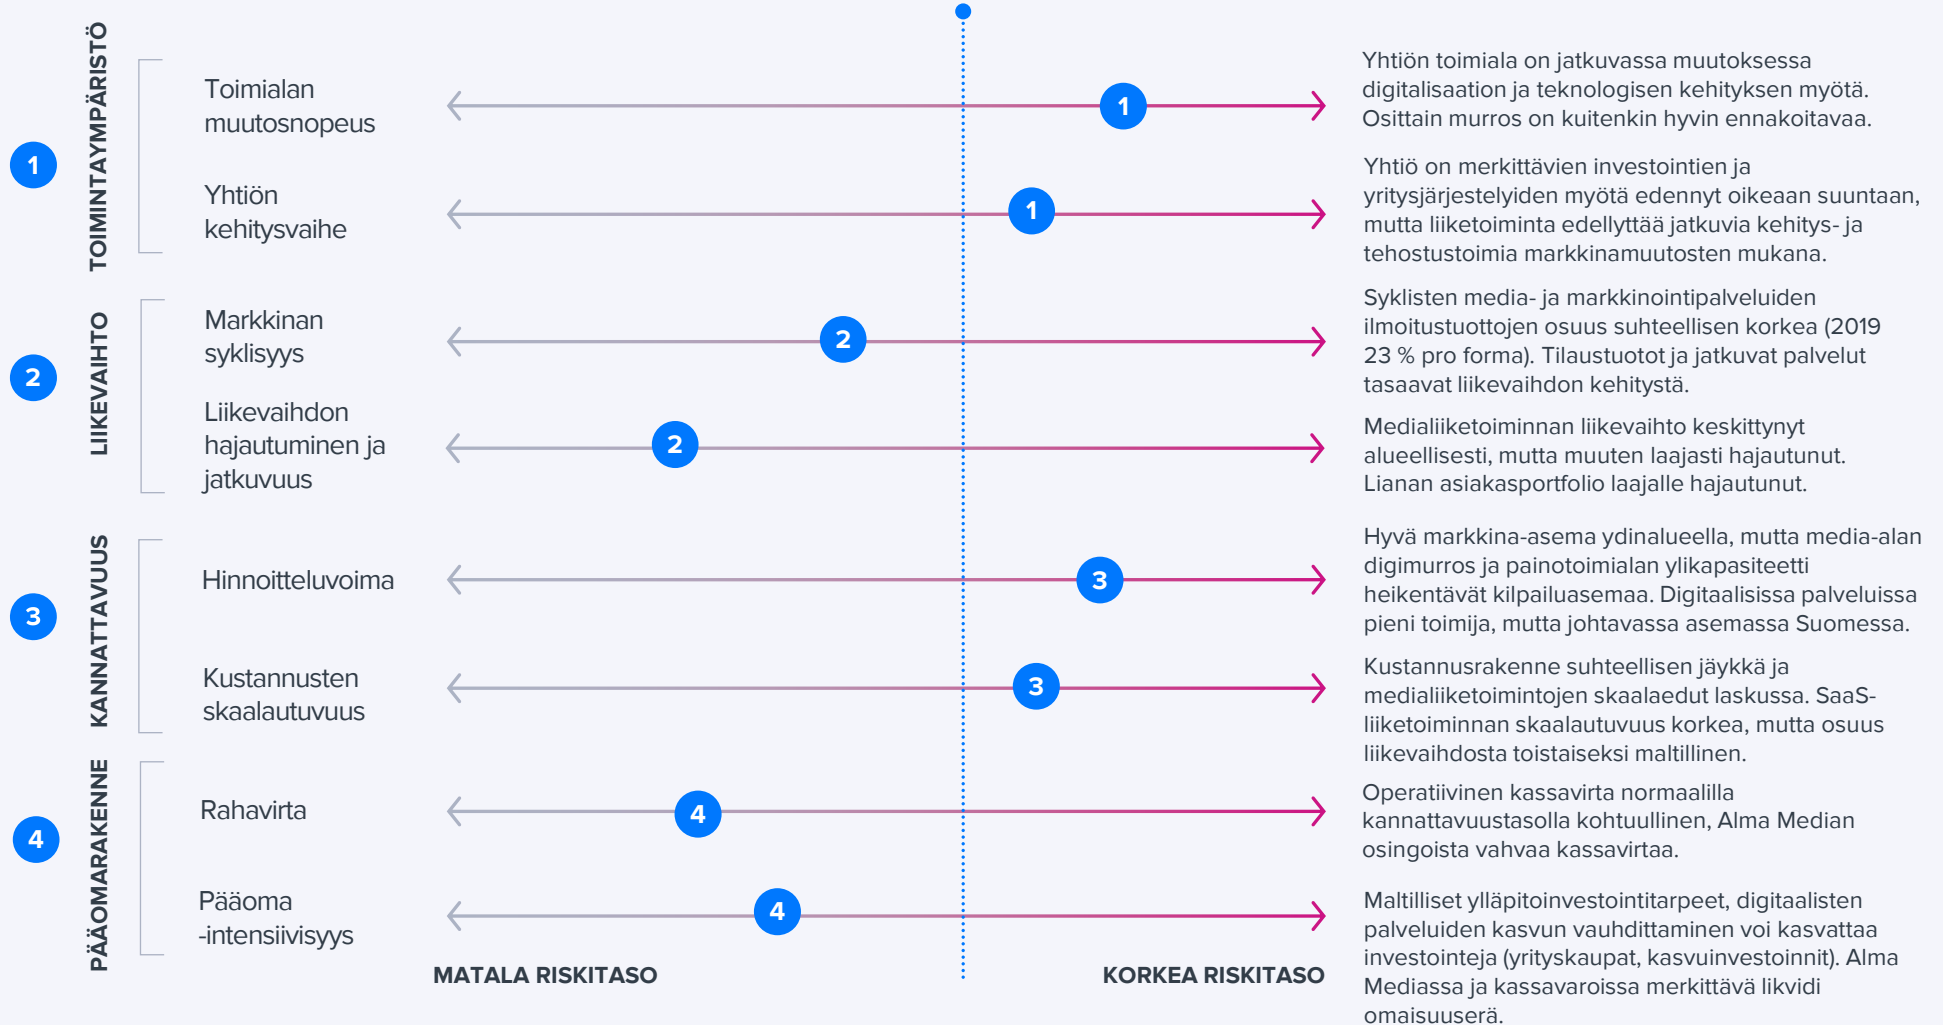 TOIMINTAYMPÄRISTÖ
1
Toimialan
muutosnopeus
1
Yhtiön toimiala on jatkuvassa muutoksessa
digitalisaation ja teknologisen kehityksen myötä.
Osittain murros on kuitenkin hyvin ennakoitavaa.
Yhtiön
kehitysvaihe
1
Yhtiö on merkittävien investointien ja
yritysjärjestelyiden myötä edennyt oikeaan suuntaan,
mutta liiketoiminta edellyttää jatkuvia kehitys- ja
tehostustoimia markkinamuutosten mukana.
LIIKEVAIHTO
2
Markkinan
syklisyys
2
Syklisten media- ja markkinointipalveluiden
ilmoitustuottojen osuus suhteellisen korkea (2019
23 % pro forma). Tilaustuotot ja jatkuvat palvelut
tasaavat liikevaihdon kehitystä.
Liikevaihdon
hajautuminen ja
jatkuvuus
2
Medialiiketoiminnan liikevaihto keskittynyt
alueellisesti, mutta muuten laajasti hajautunut.
Lianan asiakasportfolio laajalle hajautunut.
KANNATTAVUUS
3
Hinnoitteluvoima
3
Hyvä markkina-asema ydinalueella, mutta media-alan
digimurros ja painotoimialan ylikapasiteetti
heikentävät kilpailuasemaa. Digitaalisissa palveluissa
pieni toimija, mutta johtavassa asemassa Suomessa.
Kustannusten
skaalautuvuus
3
Kustannusrakenne suhteellisen jäykkä ja
medialiiketoimintojen skaalaedut laskussa. SaaS-
liiketoiminnan skaalautuvuus korkea, mutta osuus
liikevaihdosta toistaiseksi maltillinen.
PÄÄOMARAKENNE
4
Rahavirta
4
Operatiivinen kassavirta normaalilla
kannattavuustasolla kohtuullinen, Alma Median
osingoista vahvaa kassavirtaa.
Pääoma
-intensiivisyys
4
Maltilliset ylläpitoinvestointitarpeet, digitaalisten
palveluiden kasvun vauhdittaminen voi kasvattaa
investointeja (yrityskaupat, kasvuinvestoinnit). Alma
Mediassa ja kassavaroissa merkittävä likvidi
omaisuuserä.
MATALA RISKITASO
KORKEA RISKITASO